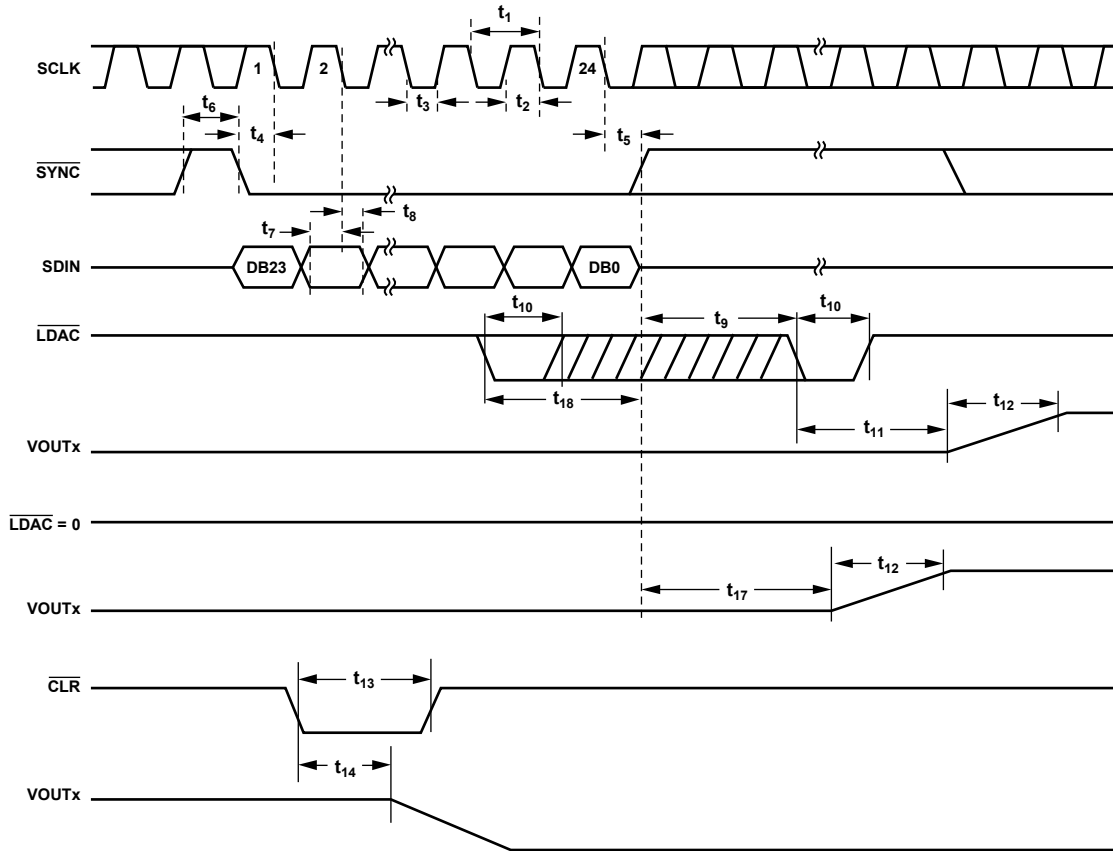 t1
SCLK
1
2
24
t3
t2
t6
t4
t5
SYNC
t8
t7
SDIN
DB23
DB0
t10
t9
t10
LDAC
t18
t12
t11
VOUTx
LDAC = 0
t12
t17
VOUTx
CLR
t13
t14
VOUTx